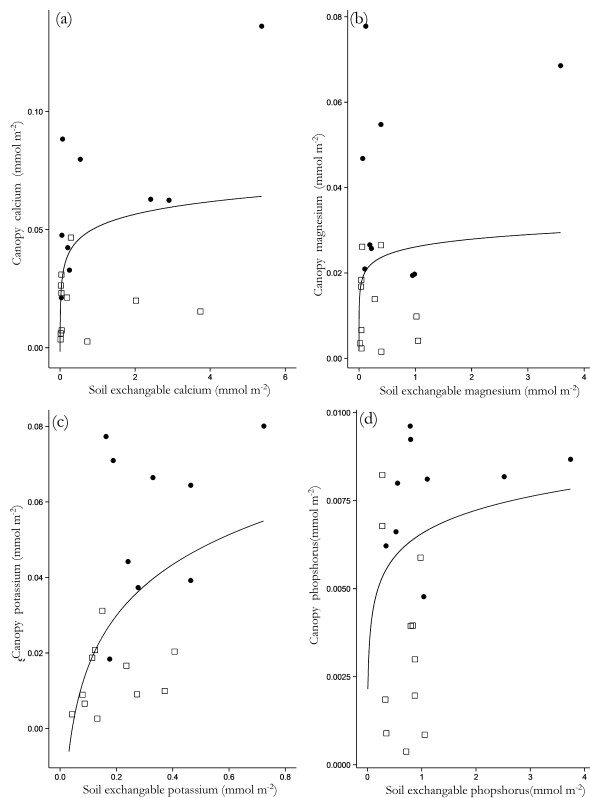 (a)
0.10
0.05
0.00
Canopy calcium (mmol m-2)
0 2 4 6
Soil exchangable calcium (mmol m-2)
(b)
0.08
0.06
0.04
0.02
0.00
Canopy magnesium (mmol m-2)
0 1 2 3 4
Soil exchangable magnesium (mmol m-2)
(c)
0.08
0.06
0.04
0.02
0.00
Canopy potassium (mmol m-2)
0.0 0.2 0.4 0.6 0.8
Soil exchangable potassium (mmol m-2)
(d)
0.0100
0.0075
0.0050
0.0025
0.0000
Canopy phopshorus(mmol m-2)
0 1 2 3 4
Soil exchangable phopshorus(mmol m-2)